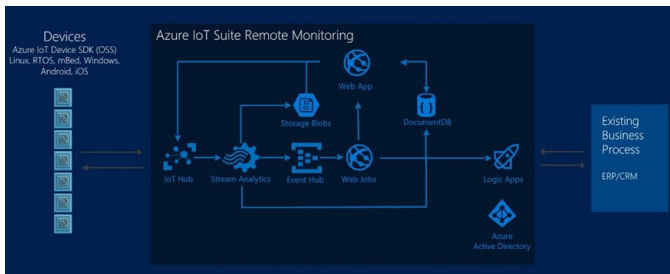 Devices
Azure IoT Device SDK (OSS)
Linux, RTOS, mBed, Windows,
Android, iOS
Azure IoT Suite Remote Monitoring
Web App
Storage Blobs
DocumentDB
IoT Hub
Stream Analytics
Event Hub
Web Jobs
Logic Apps
Azure
Active Directory
Existing
Business
Process
ERP/CRM